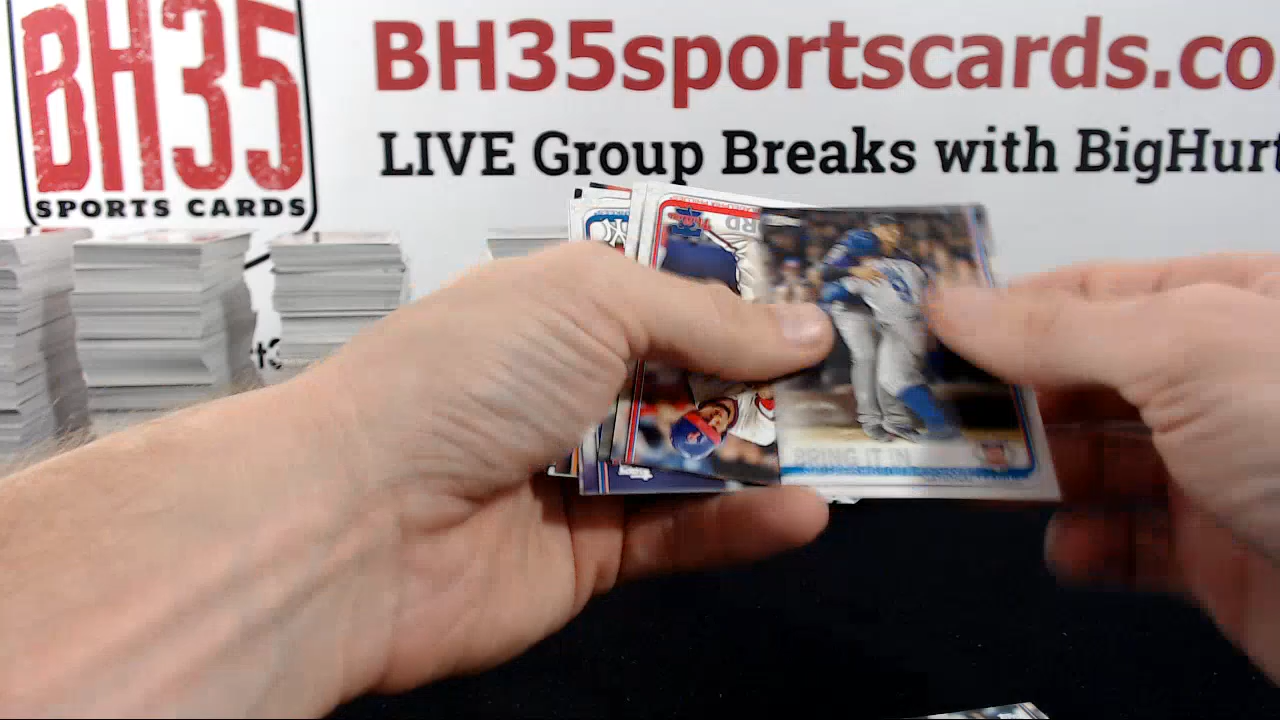 BH35
SPORTS CARDS
BH35sportscards.co
LIVE Group Breaks with BigHurt
BRING IT IN